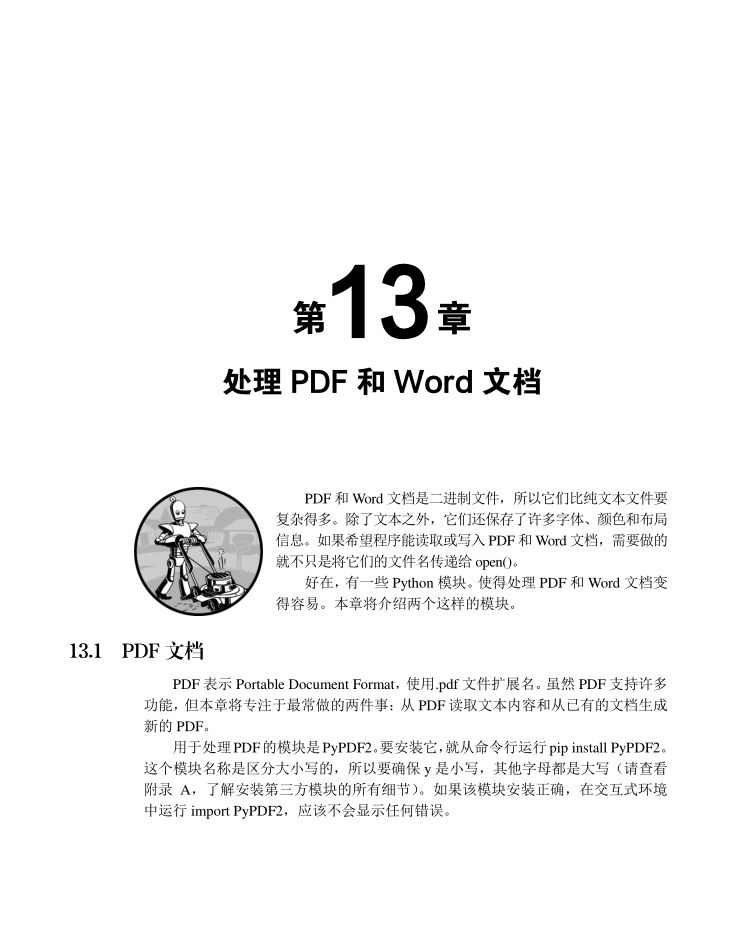 第13章
处理 PDF 和 Word 文档
PDF 和 Word 文档是二进制文件，所以它们比纯文本文件要
复杂得多。除了文本之外，它们还保存了许多字体、颜色和布局
信息。如果希望程序能读取或写入 PDF 和 Word 文档，需要做的
就不只是将它们的文件名传递给 open()。
好在，有一些 Python 模块。使得处理 PDF 和 Word 文档变
得容易。本章将介绍两个这样的模块。
13.1 PDF 文档
PDF 表示 Portable Document Format，使用.pdf 文件扩展名。虽然 PDF 支持许多
功能，但本章将专注于最常做的两件事：从 PDF 读取文本内容和从已有的文档生成
新的 PDF。
用于处理 PDF 的模块是 PyPDF2。要安装它，就从命令行运行 pip install PyPDF2。
这个模块名称是区分大小写的，所以要确保 y 是小写，其他字母都是大写（请查看
附录 A，了解安装第三方模块的所有细节）。如果该模块安装正确，在交互式环境
中运行 import PyPDF2，应该不会显示任何错误。